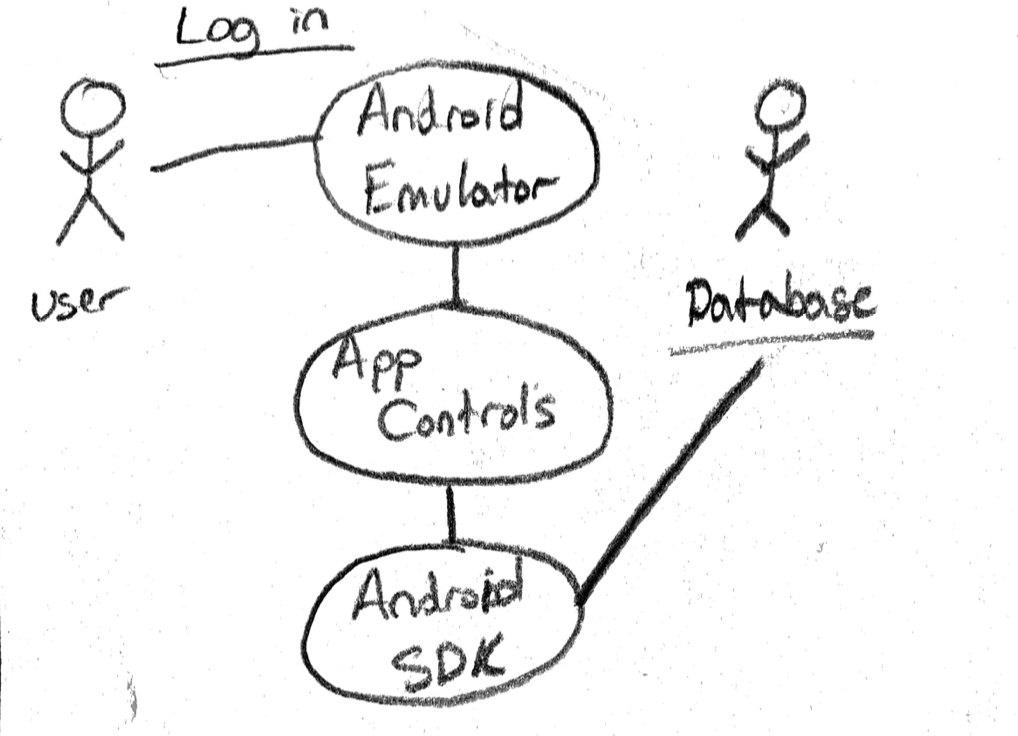 Log in
Android
Emulator
user
Database
App
Controls
Android
SDK